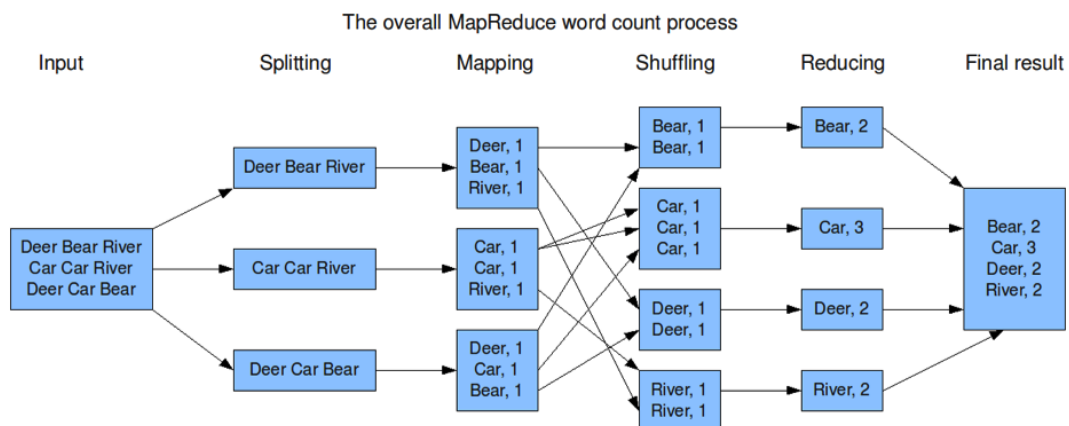 The overall MapReduce word count process
Input
Splitting
Mapping
Shuffling
Reducing
Final result
Deer Bear River
Car Car River
Deer Car Bear
Deer Bear River
Car Car River
Deer Car Bear
Deer, 1
Bear, 1
River, 1
Car, 1
Car, 1
River, 1
Deer, 1
Car, 1
Bear, 1
Bear, 1
Bear, 1
Car, 1
Car, 1
Car, 1
Deer, 1
Deer, 1
River, 1
River, 1
Bear, 2
Car, 3
Deer, 2
River, 2
Bear, 2
Car, 3
Deer, 2
River, 2